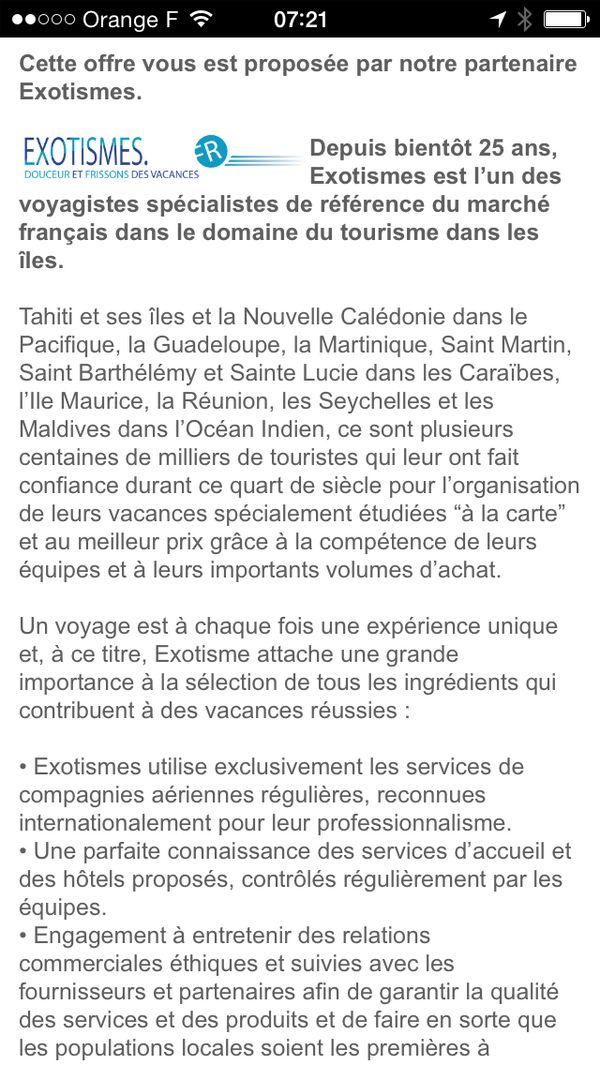 Orange F 07:21
Cette offre vous est proposée par notre partenaire
Exotismes.
EXOTISMES.
DOUCEUR ET FRISSONS DES VACANCES
ER
Depuis bientôt 25 ans,
Exotismes est l’un des
voyagistes spécialistes de référence du marché
français dans le domaine du tourisme dans les
îles.
Tahiti et ses îles et la Nouvelle Calédonie dans le
Pacifique, la Guadeloupe, la Martinique, Saint Martin,
Saint Barthélémy et Sainte Lucie dans les Caraïbes,
l’Ile Maurice, la Réunion, les Seychelles et les
Maldives dans l’Océan Indien, ce sont plusieurs
centaines de milliers de touristes qui leur ont fait
confiance durant ce quart de siècle pour l’organisation
de leurs vacances spécialement étudiées “à la carte”
et au meilleur prix grâce à la compétence de leurs
équipes et à leurs importants volumes d’achat.
Un voyage est à chaque fois une expérience unique
et, à ce titre, Exotisme attache une grande
importance à la sélection de tous les ingrédients qui
contribuent à des vacances réussies :
• Exotismes utilise exclusivement les services de
compagnies aériennes régulières, reconnues
internationalement pour leur professionnalisme.
• Une parfaite connaissance des services d’accueil et
des hôtels proposés, contrôlés régulièrement par les
équipes.
• Engagement à entretenir des relations
commerciales éthiques et suivies avec les
fournisseurs et partenaires afin de garantir la qualité
des services et des produits et de faire en sorte que
les populations locales soient les premières à